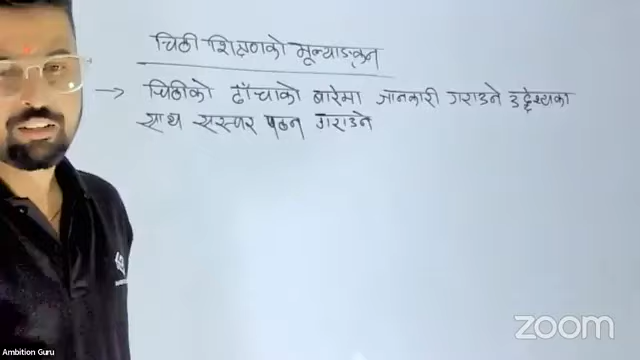 चिठी शिक्षणको मूल्याङ्कन
→ चिठीको ढाँचाको बारेमा जानकारी गराउने उद्देश्यका
साथ सस्वर पठन गराउने
zoom
Ambition Guru